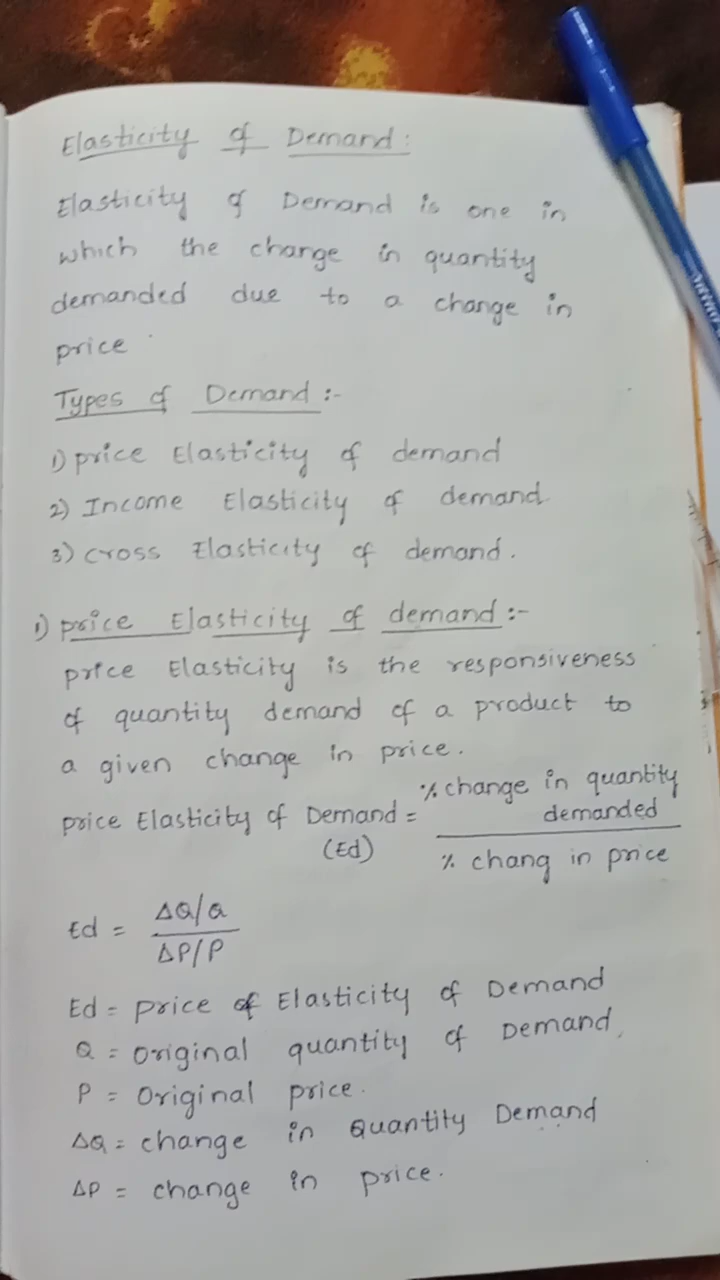 Elasticity of Demand:
Elasticity of Demand is one in
which the change in quantity
demanded due to a change in
price
Types of Demand :-
1) price Elasticity of demand
2) Income Elasticity of demand
3) cross Elasticity of demand.
1) price Elasticity of demand :-
price Elasticity is the responsiveness
of quantity demand of a product to
a given change in price.
price Elasticity of Demand = % change in quantity
demanded
(Ed) % chang in price
Ed = ΔQ/Q
ΔP/P
Ed = price of Elasticity of Demand
Q = original quantity of Demand,
P = Original price.
ΔQ = change in Quantity Demand
ΔP = change in price.